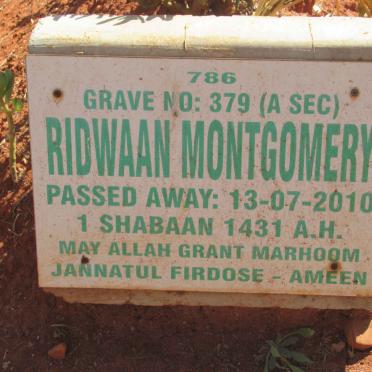 786
GRAVE NO: 379 (A SEC)
RIDWAAN MONTGOMERY
PASSED AWAY: 13-07-2010
1 SHABAAN 1431 A.H.
MAY ALLAH GRANT MARHOOM
JANNATUL FIRDOSE - AMEEN